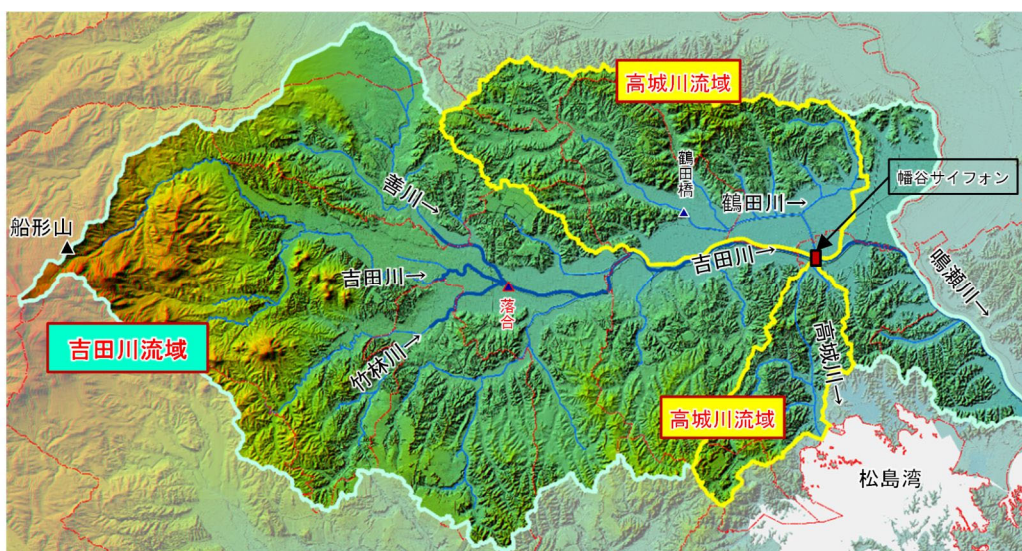 高城川流域
幡谷サイフォン
鶴田橋
善川→
鶴田川→
船形山
吉田川→
吉田川→
鳴瀬川→
落合
吉田川流域
竹林川→
高城川→
高城川流域
松島湾